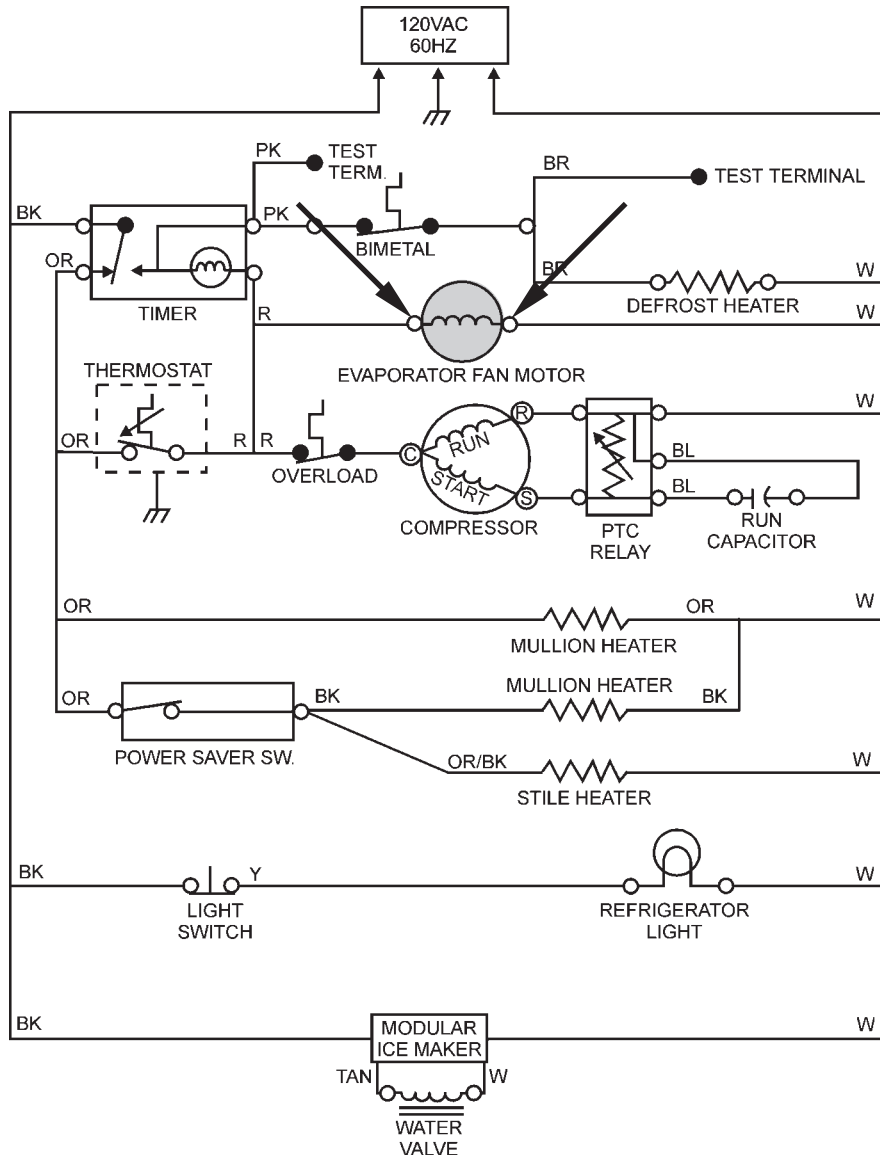 120VAC
60HZ
PK
TEST
TERM.
BR
TEST TERMINAL
BK
PK
BIMETAL
OR
BR
W
DEFROST HEATER
TIMER
R
W
EVAPORATOR FAN MOTOR
THERMOSTAT
OR
R R
OVERLOAD
C
RUN
START
R
S
COMPRESSOR
W
BL
BL
PTC
RELAY
RUN
CAPACITOR
OR
OR
W
MULLION HEATER
MULLION HEATER
OR
BK
BK
POWER SAVER SW.
OR/BK
W
STILE HEATER
BK
Y
W
LIGHT
SWITCH
REFRIGERATOR
LIGHT
BK
MODULAR
ICE MAKER
W
TAN
W
WATER
VALVE